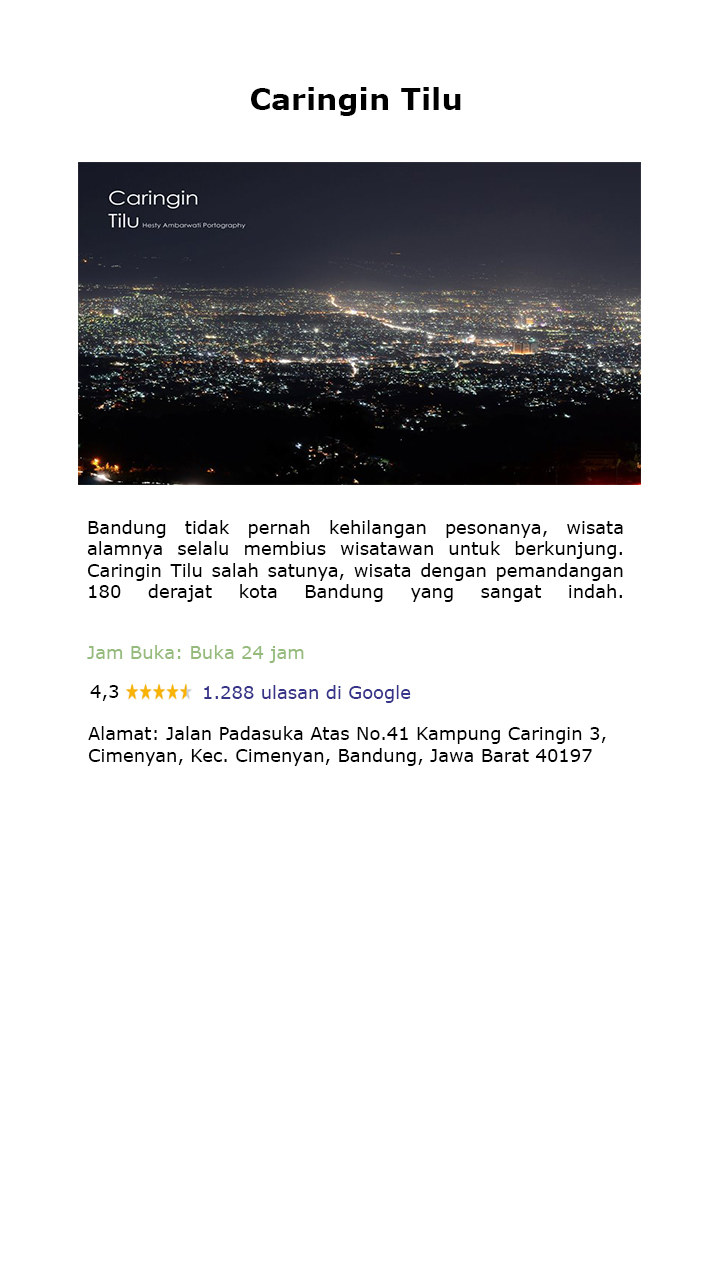 Caringin Tilu
Caringin
Tilu Hesty Ambarwati Portography
Bandung tidak pernah kehilangan pesonanya, wisata
alamnya selalu membius wisatawan untuk berkunjung.
Caringin Tilu salah satunya, wisata dengan pemandangan
180 derajat kota Bandung yang sangat indah.
Jam Buka: Buka 24 jam
4,3 1.288 ulasan di Google
Alamat: Jalan Padasuka Atas No.41 Kampung Caringin 3,
Cimenyan, Kec. Cimenyan, Bandung, Jawa Barat 40197